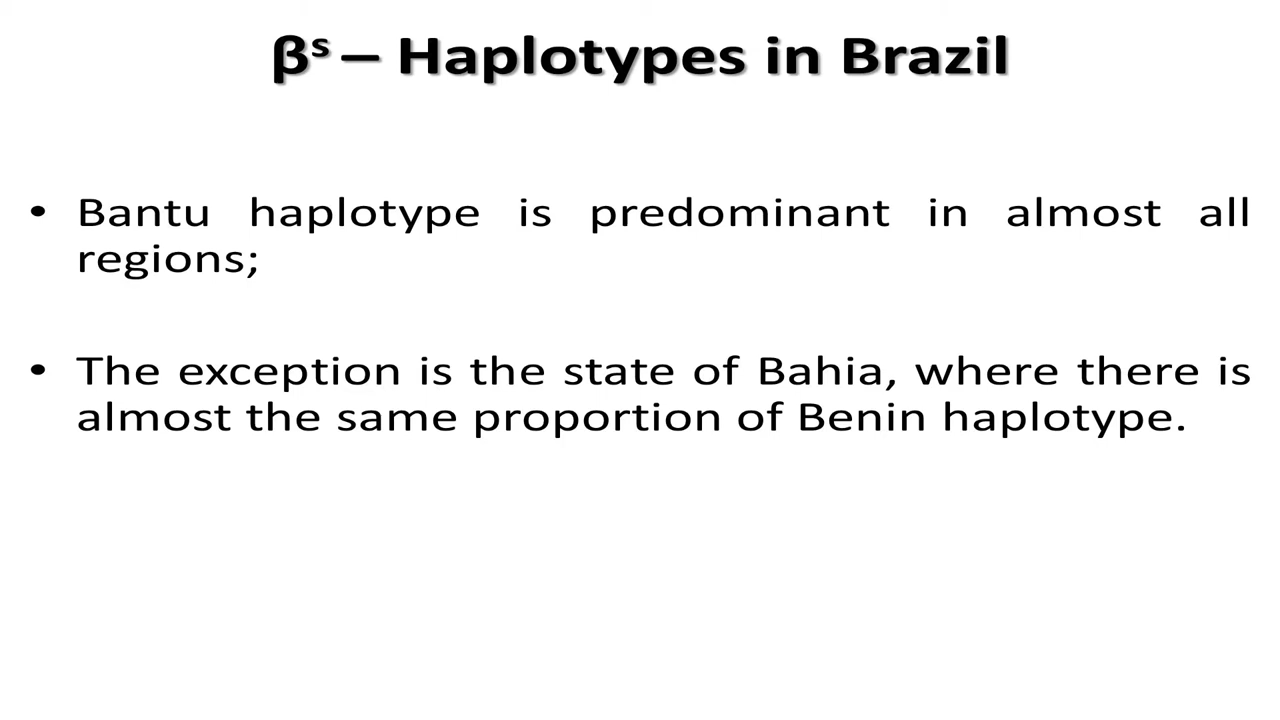 βˢ – Haplotypes in Brazil
• Bantu haplotype is predominant in almost all
regions;
• The exception is the state of Bahia, where there is
almost the same proportion of Benin haplotype.